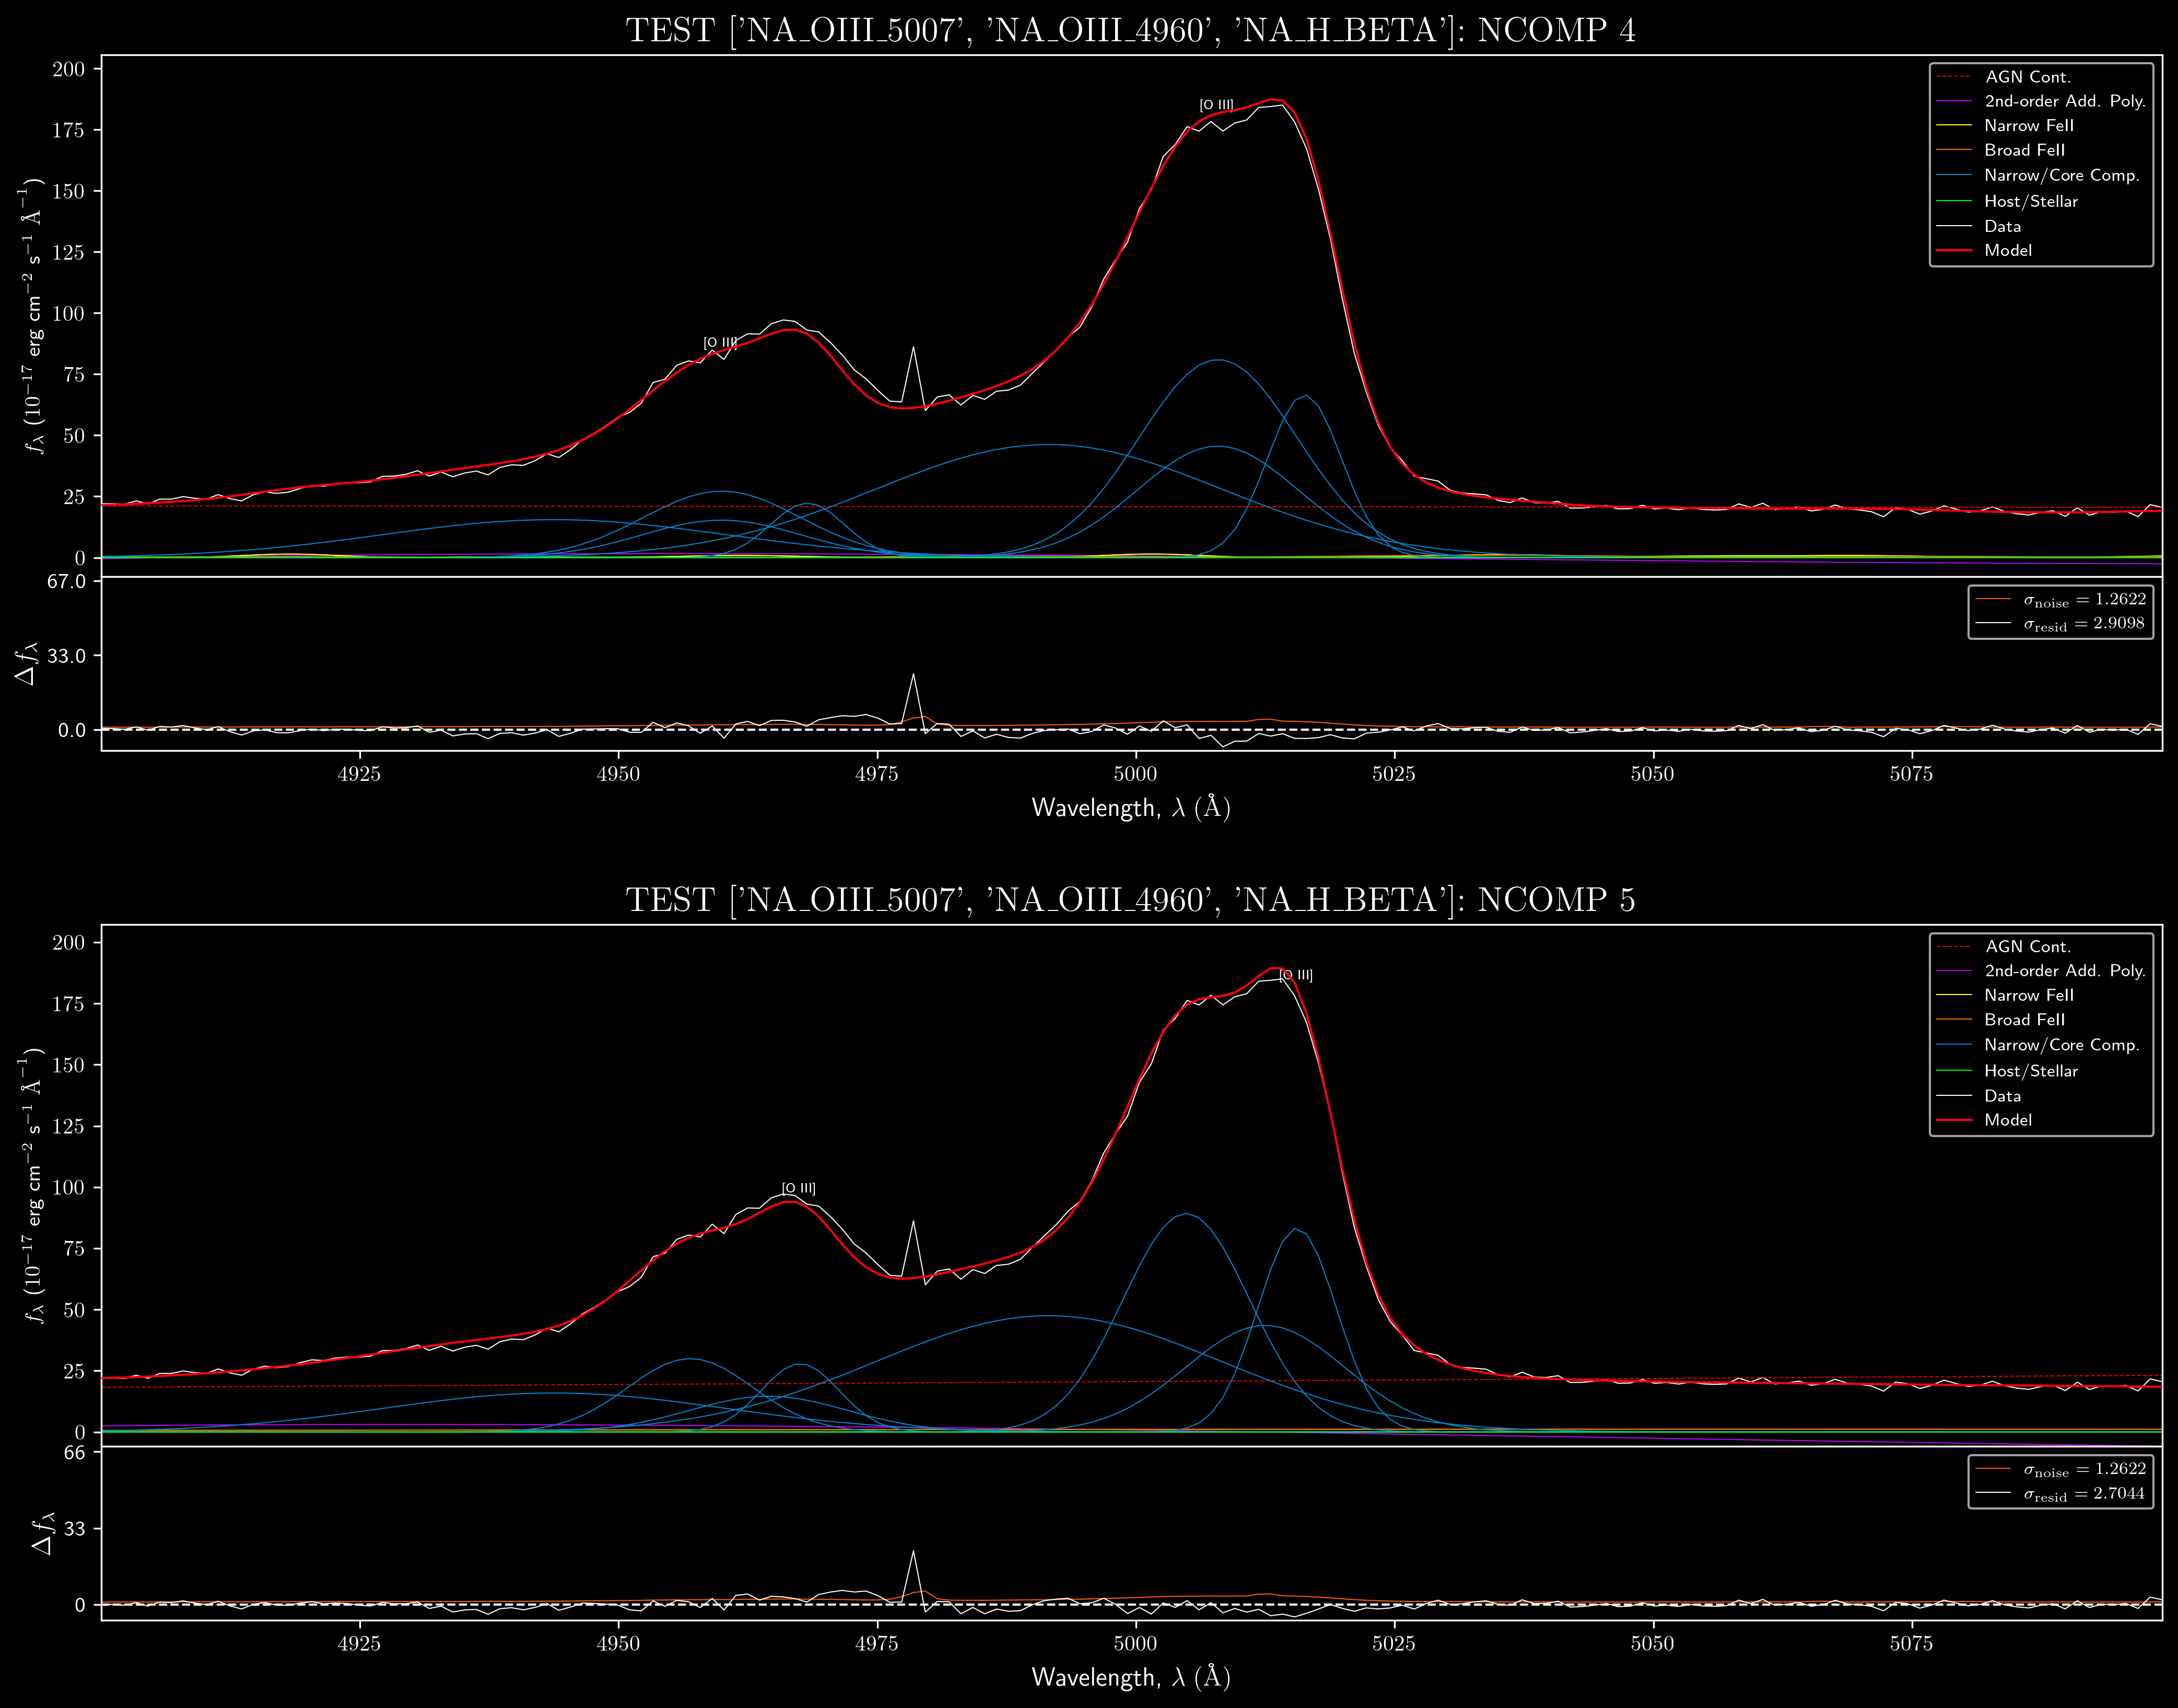 TEST ['NA_OIII_5007', 'NA_OIII_4960', 'NA_H_BETA']: NCOMP 4
fλ (10⁻¹⁷ erg cm⁻² s⁻¹ Å⁻¹)
200
175
150
125
100
75
50
25
0
[O III]
[O III]
AGN Cont.
2nd-order Add. Poly.
Narrow FeII
Broad FeII
Narrow/Core Comp.
Host/Stellar
Data
Model
Δfλ
67.0
33.0
0.0
σnoise = 1.2622
σresid = 2.9098
4925 4950 4975 5000 5025 5050 5075
Wavelength, λ (Å)
TEST ['NA_OIII_5007', 'NA_OIII_4960', 'NA_H_BETA']: NCOMP 5
fλ (10⁻¹⁷ erg cm⁻² s⁻¹ Å⁻¹)
200
175
150
125
100
75
50
25
0
[O III]
[O III]
AGN Cont.
2nd-order Add. Poly.
Narrow FeII
Broad FeII
Narrow/Core Comp.
Host/Stellar
Data
Model
Δfλ
66
33
0
σnoise = 1.2622
σresid = 2.7044
4925 4950 4975 5000 5025 5050 5075
Wavelength, λ (Å)